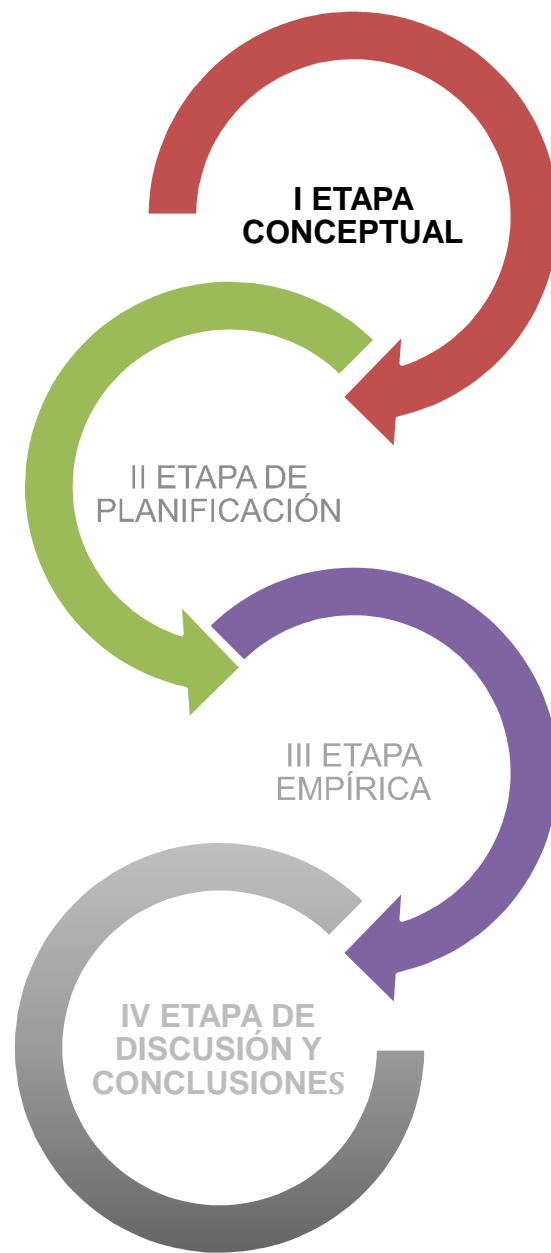 I ETAPA
CONCEPTUAL
II ETAPA DE
PLANIFICACIÓN
III ETAPA
EMPÍRICA
IV ETAPA DE
DISCUSIÓN Y
CONCLUSIONES